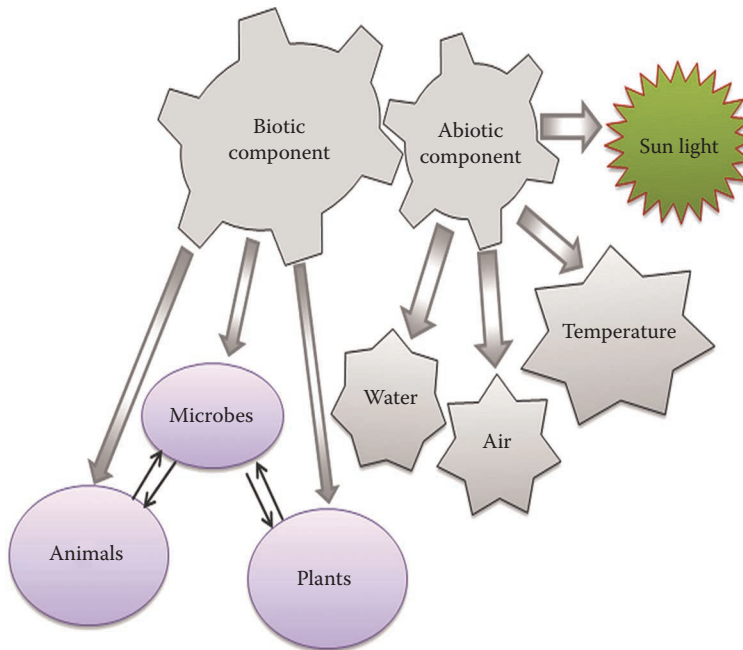 Biotic
component
Abiotic
component
Sun light
Temperature
Water
Air
Microbes
Animals
Plants